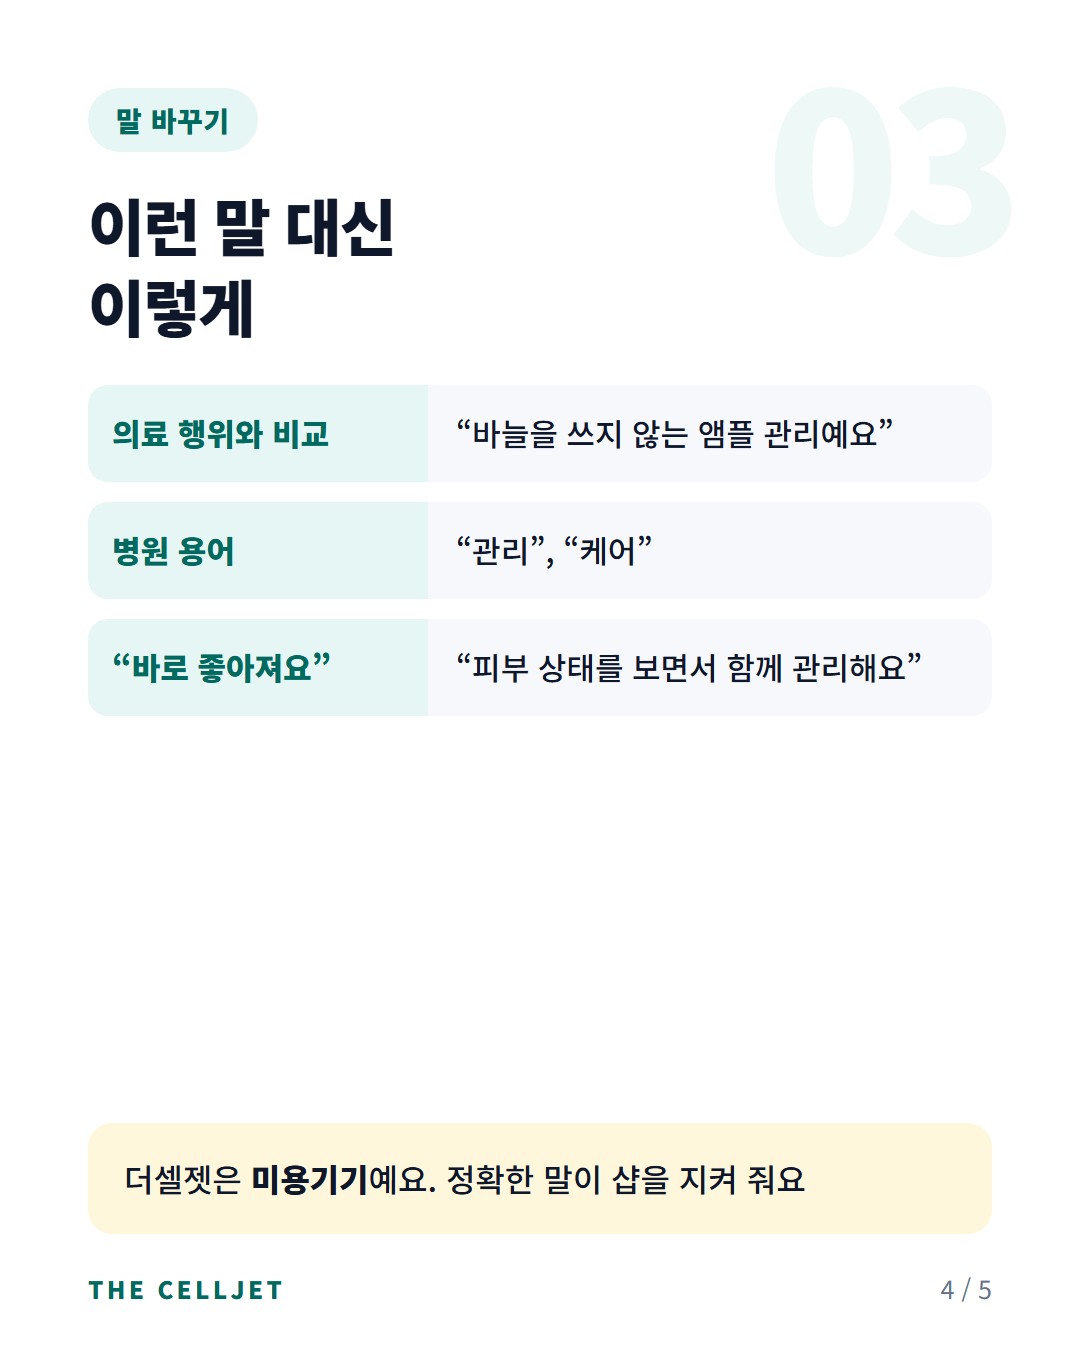 말 바꾸기
03
이런 말 대신
이렇게
의료 행위와 비교 “바늘을 쓰지 않는 앰플 관리예요”
병원 용어 “관리”, “케어”
“바로 좋아져요” “피부 상태를 보면서 함께 관리해요”
더셀젯은 미용기기예요. 정확한 말이 샵을 지켜 줘요
THE CELLJET 4 / 5